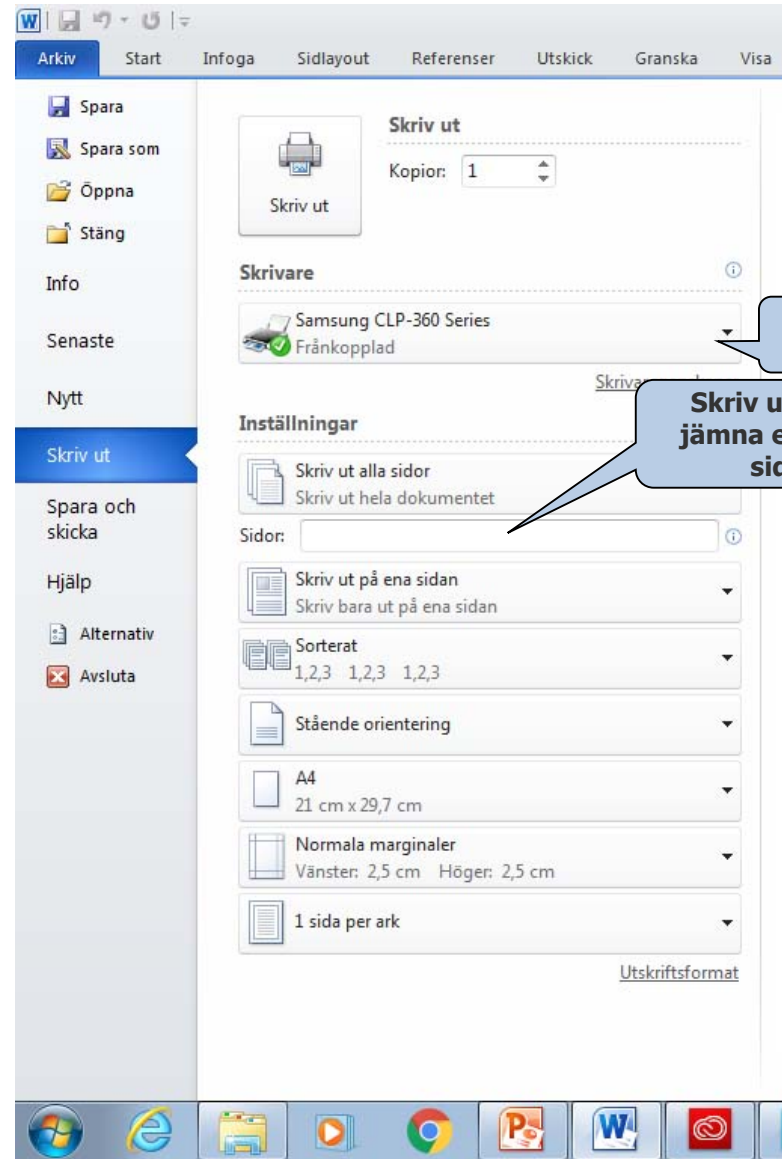 Arkiv Start Infoga Sidlayout Referenser Utskick Granska Visa
Spara
Spara som
Öppna
Stäng
Info
Senaste
Nytt
Skriv ut
Spara och
skicka
Hjälp
Alternativ
Avsluta
Skriv ut
Skriv ut
Kopior: 1
Skrivare
Samsung CLP-360 Series
Frånkopplad
Inställningar
Skriv ut alla sidor
Skriv ut hela dokumentet
Sidor:
Skriv ut på ena sidan
Skriv bara ut på ena sidan
Sorterat
1,2,3 1,2,3 1,2,3
Stående orientering
A4
21 cm x 29,7 cm
Normala marginaler
Vänster: 2,5 cm Höger: 2,5 cm
1 sida per ark
Utskriftsformat
Skriv
jämna